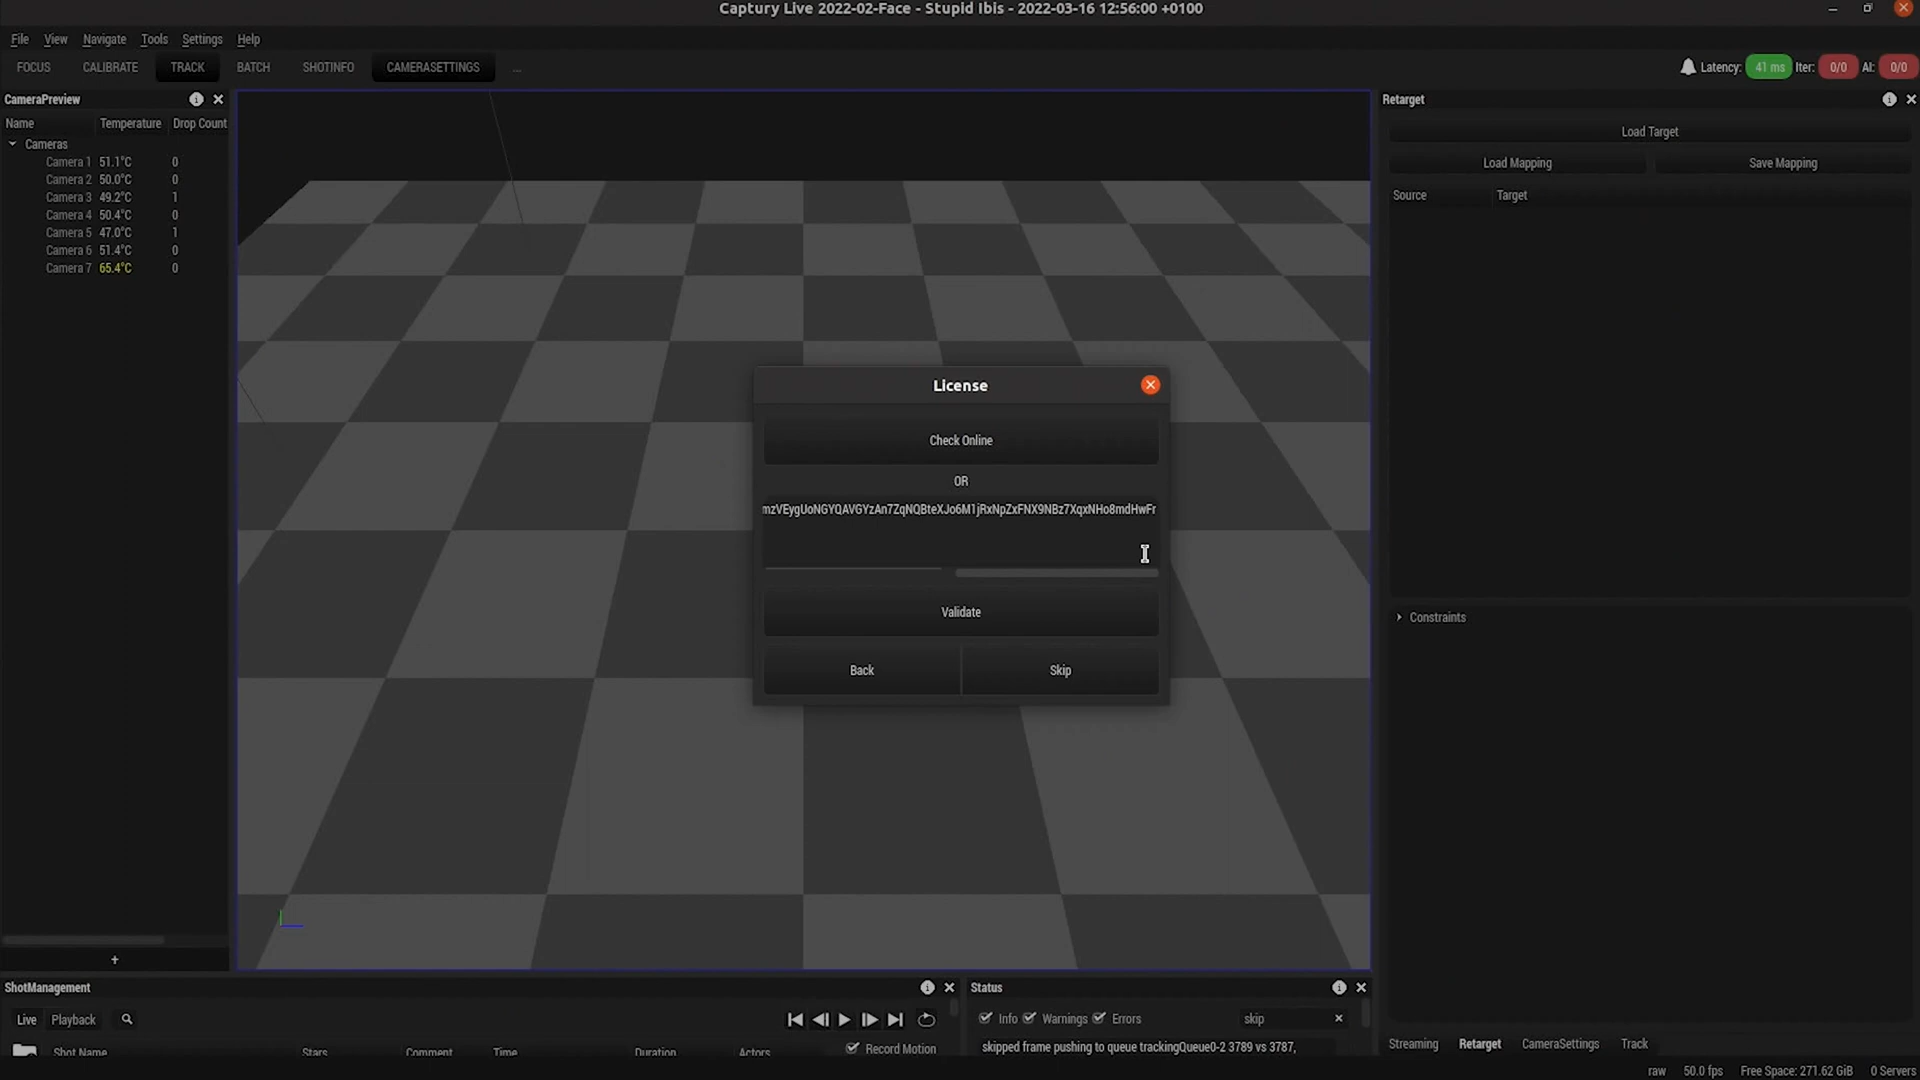 Captury Live 2022-02-Face - Stupid Ibis - 2022-03-16 12:56:00 +0100
File View Navigate Tools Settings Help
FOCUS CALIBRATE TRACK BATCH SHOTINFO CAMERASETTINGS ...
Latency: 41 ms Iter: 0/0 AI: 0/0
CameraPreview
Name Temperature Drop Count
Cameras
Camera 1 51.1°C 0
Camera 2 50.0°C 0
Camera 3 49.2°C 1
Camera 4 50.4°C 0
Camera 5 47.0°C 1
Camera 6 51.4°C 0
Camera 7 65.4°C 0
+
License
Check Online
OR
mzVEygUoNGYQAVGYzAn7ZqNQBteXJo6M1jRxNpZxFNX9NBz7XqxNHo8mdHwFr
Validate
Back Skip
Retarget
Load Target
Load Mapping Save Mapping
Source Target
Constraints
ShotManagement
Live Playback
Shot Name Stars Comment Time Duration Actors
Record Motion
Status
Info Warnings Errors skip
skipped frame pushing to queue trackingQueue0-2 3789 vs 3787,
Streaming Retarget CameraSettings Track
raw 50.0 fps Free Space: 271.62 GiB 0 Servers